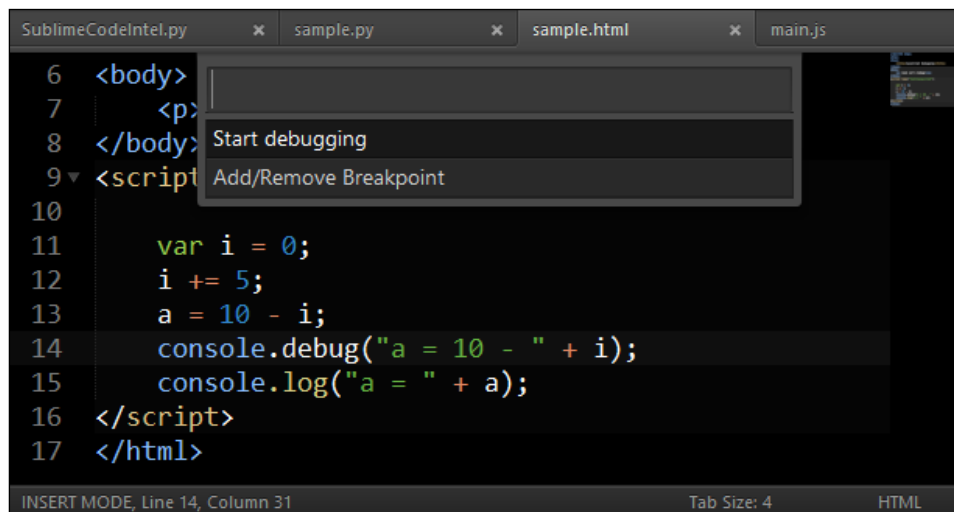 SublimeCodeIntel.py × sample.py × sample.html × main.js
6 <body>
7 <p>
8 </body>
Start debugging
9 <script
Add/Remove Breakpoint
10
11 var i = 0;
12 i += 5;
13 a = 10 - i;
14 console.debug("a = 10 - " + i);
15 console.log("a = " + a);
16 </script>
17 </html>
INSERT MODE, Line 14, Column 31 Tab Size: 4 HTML